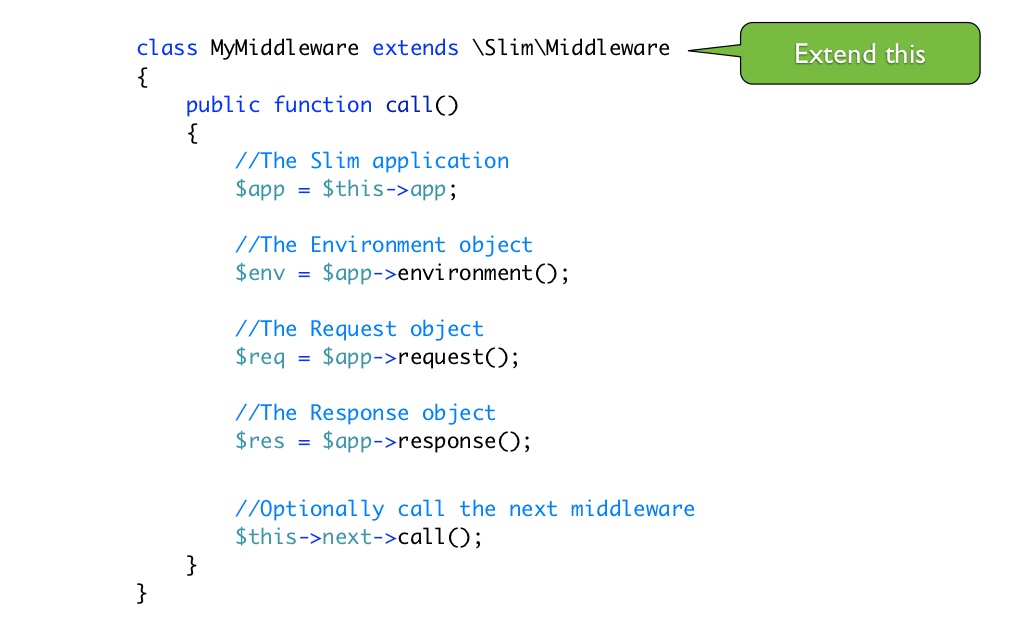 class MyMiddleware extends \Slim\Middleware
Extend this
{
    public function call()
    {
        //The Slim application
        $app = $this->app;

        //The Environment object
        $env = $app->environment();

        //The Request object
        $req = $app->request();

        //The Response object
        $res = $app->response();

        //Optionally call the next middleware
        $this->next->call();
    }
}